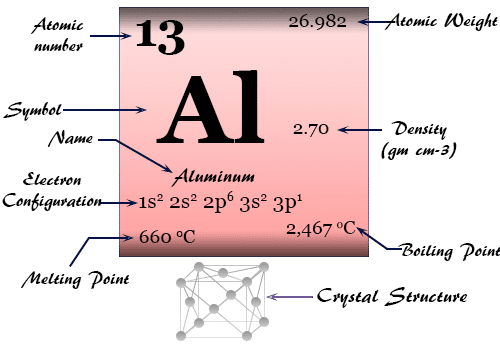 Atomic
number
13
26.982
Atomic Weight
Symbol
Al
Name
2.70
Density
(gm cm-3)
Aluminum
Electron
Configuration
1s² 2s² 2p⁶ 3s² 3p¹
660 °C
2,467 °C
Melting Point
Boiling Point
Crystal Structure